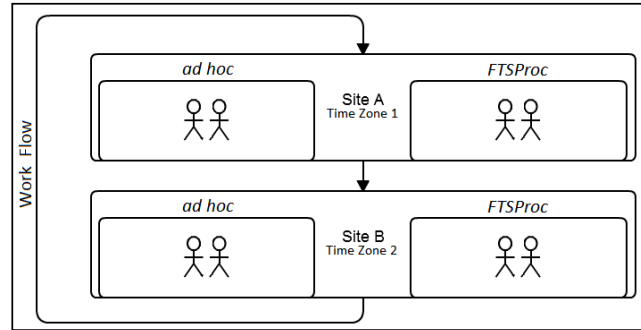 ad hoc
FTSProc
Site A
Time Zone 1
Work Flow
ad hoc
FTSProc
Site B
Time Zone 2